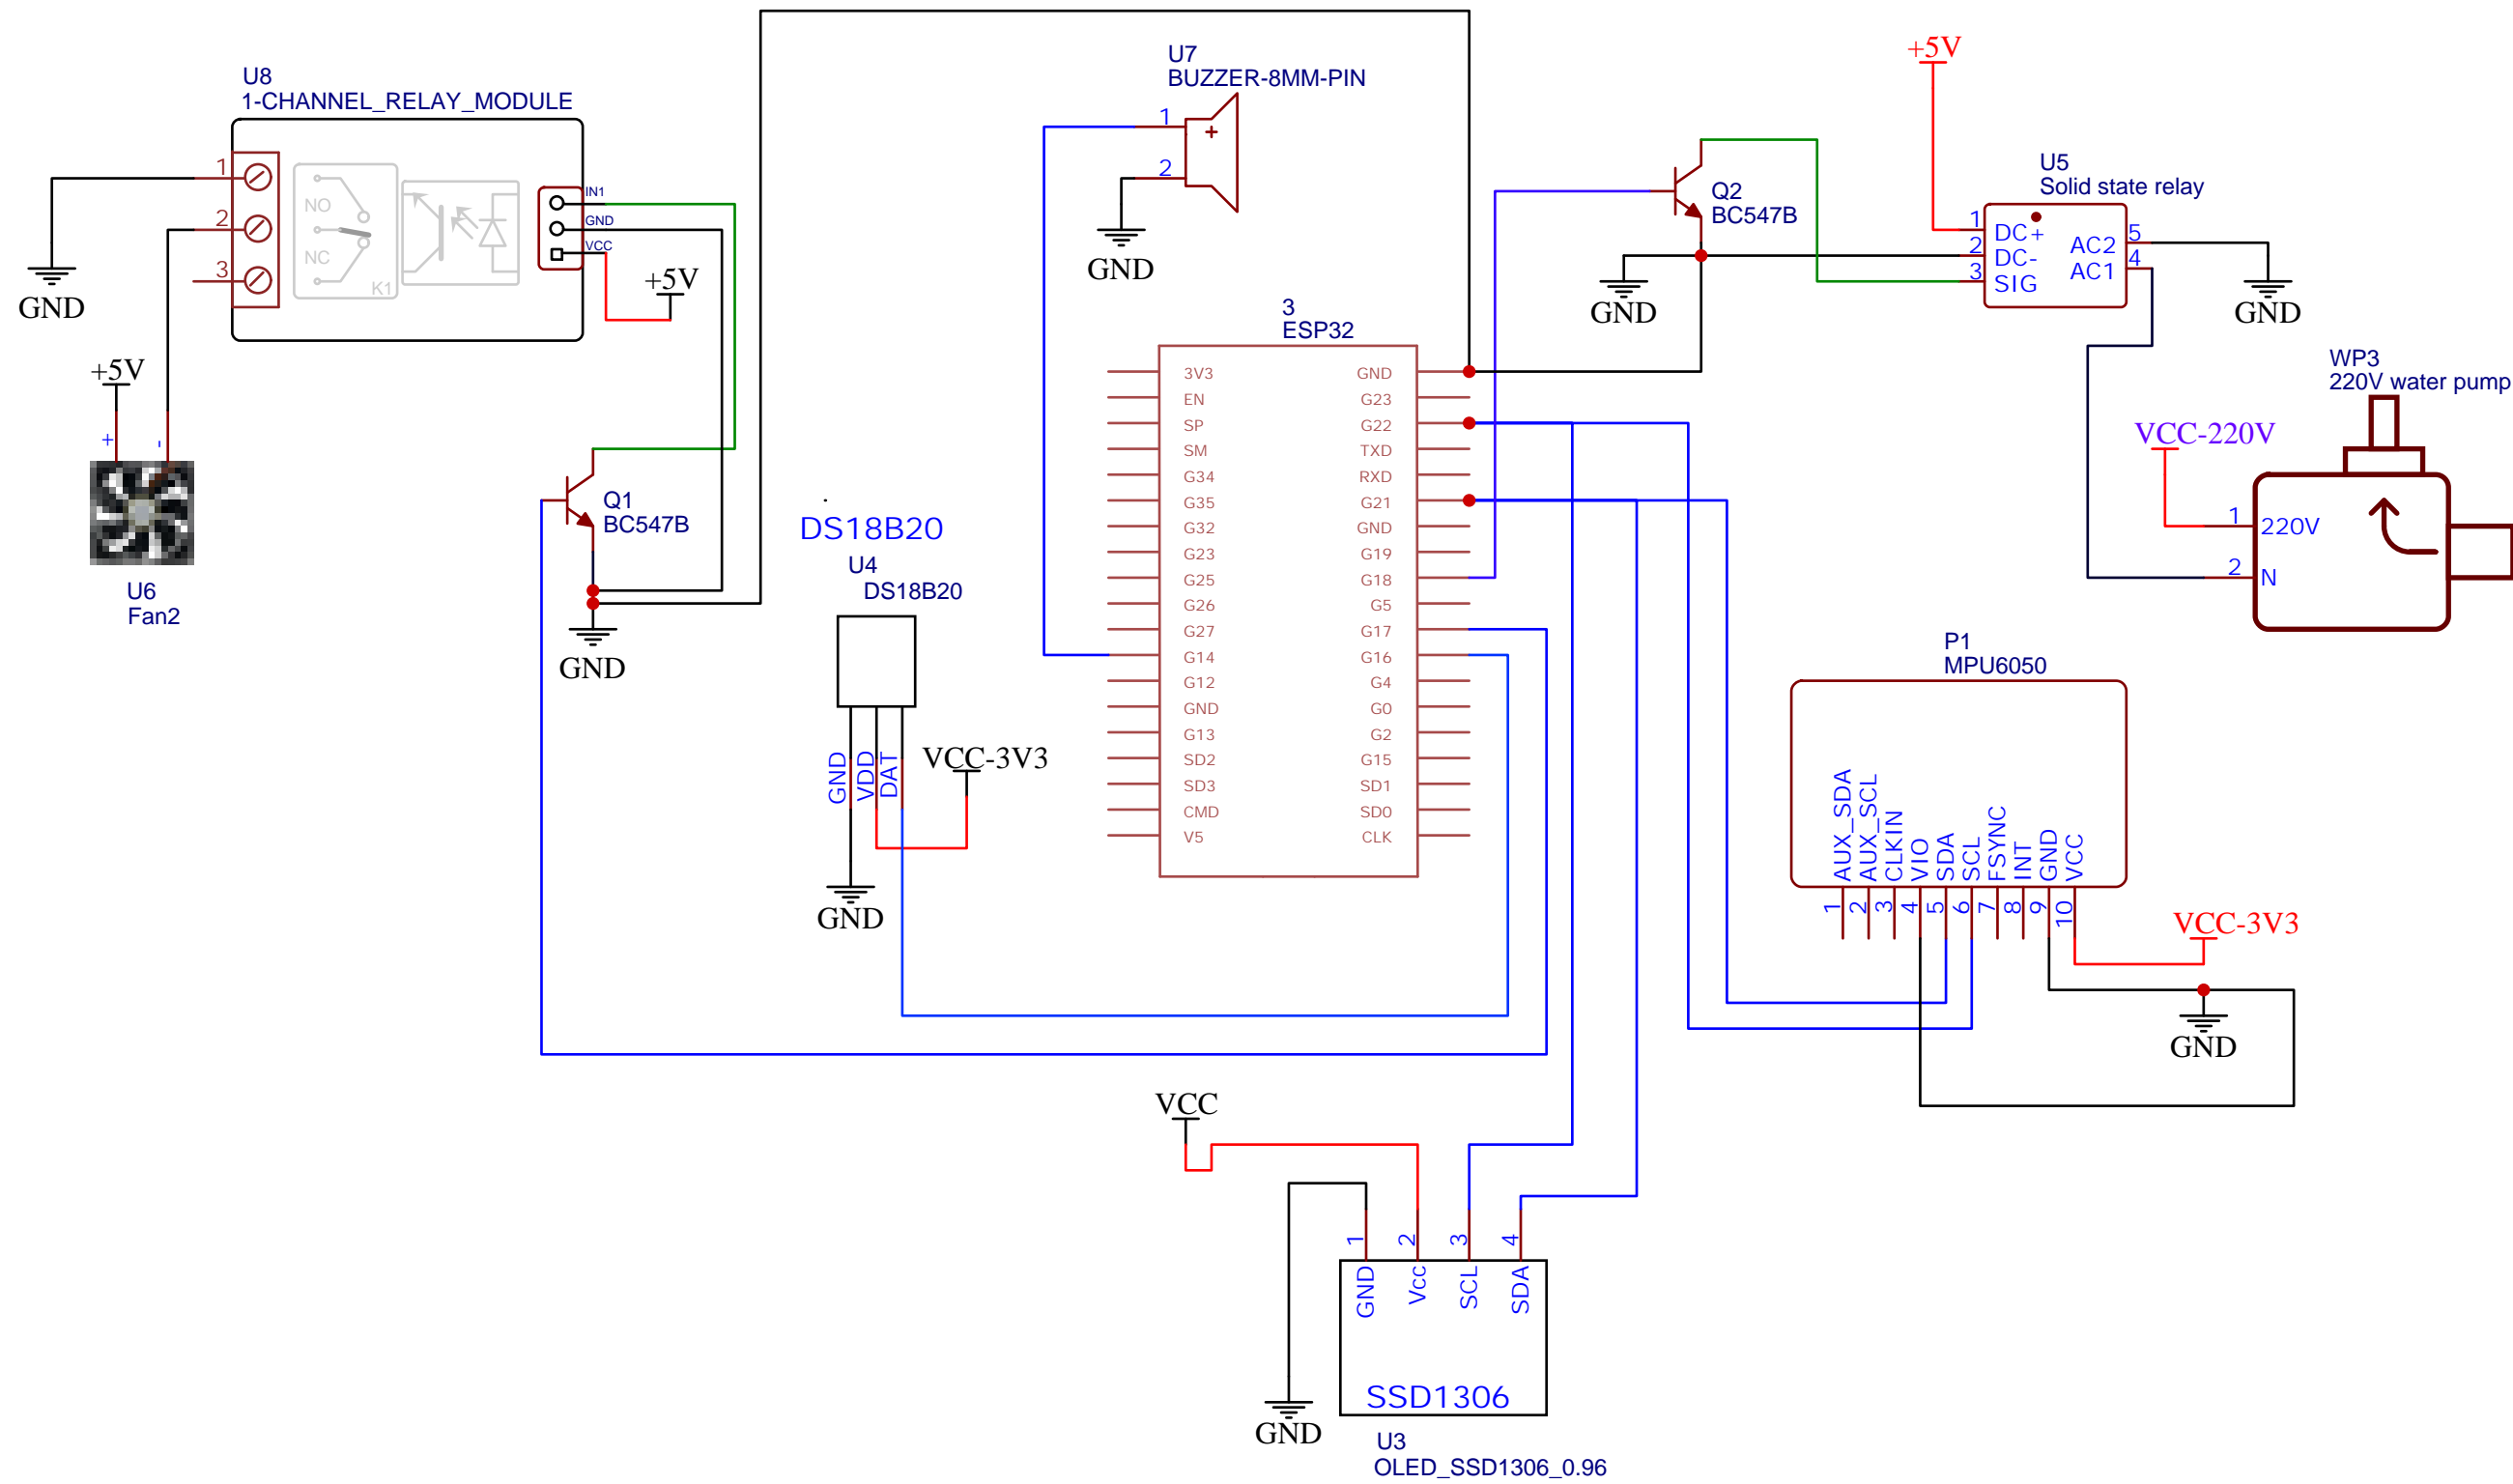 U8
1-CHANNEL_RELAY_MODULE
1
2
3
NO
NC
K1
IN1
GND
VCC
+5V
GND
+5V
+
-
U6
Fan2
Q1
BC547B
GND
U7
BUZZER-8MM-PIN
1
+
2
GND
DS18B20
U4
DS18B20
GND
VDD
DAT
VCC-3V3
GND
3
ESP32
3V3
EN
SP
SM
G34
G35
G32
G23
G25
G26
G27
G14
G12
GND
G13
SD2
SD3
CMD
V5
GND
G23
G22
TXD
RXD
G21
GND
G19
G18
G5
G17
G16
G4
G0
G2
G15
SD1
SD0
CLK
Q2
BC547B
GND
+5V
U5
Solid state relay
1
2
3
DC+
DC-
SIG
AC2
AC1
5
4
GND
WP3
220V water pump
VCC-220V
1
220V
2
N
P1
MPU6050
AUX_SDA
AUX_SCL
CLKIN
VIO
SDA
SCL
FSYNC
INT
GND
VCC
1
2
3
4
5
6
7
8
9
10
VCC-3V3
GND
VCC
GND
1
2
3
4
GND
Vcc
SCL
SDA
SSD1306
U3
OLED_SSD1306_0.96